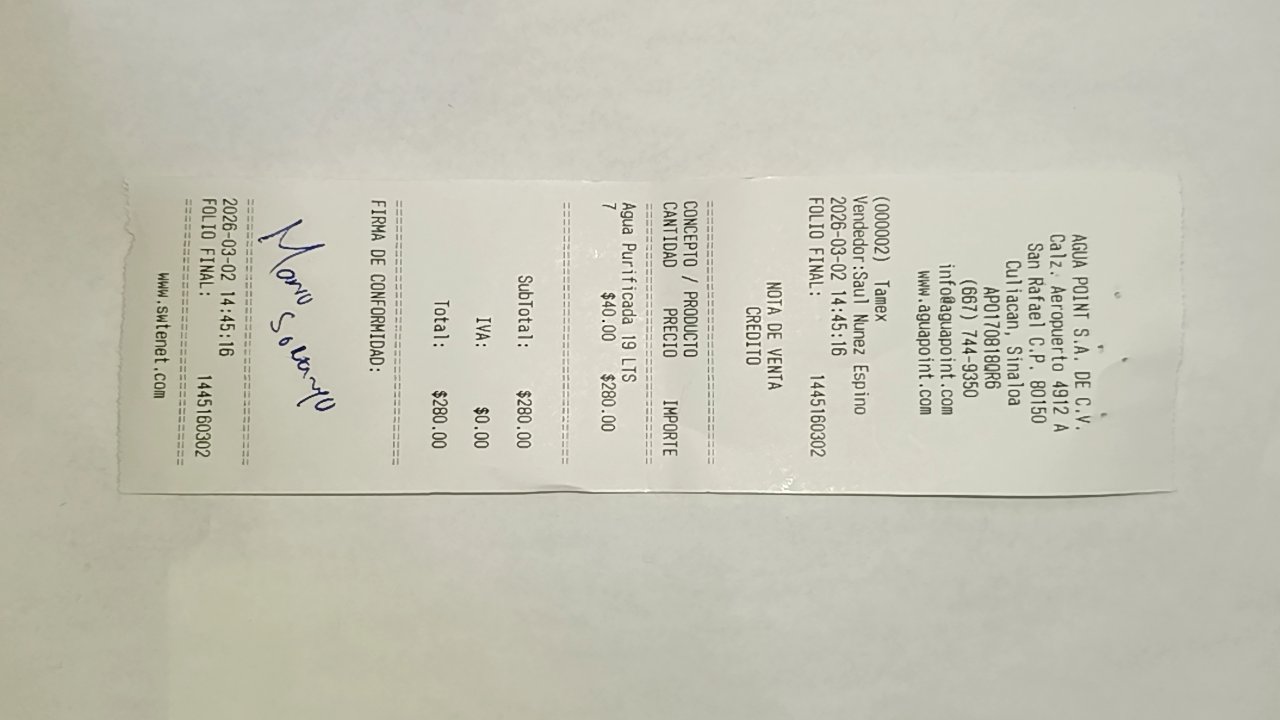 AGUA POINT S.A. DE C.V.
Calz. Aeropuerto 4912 A
San Rafael C.P. 80150
Culiacan, Sinaloa
APO170818QR6
(667) 744-9350
info@aguapoint.com
www.aguapoint.com
(000002) Tamex
Vendedor:Saul Nunez Espino
2026-03-02 14:45:16
FOLIO FINAL: 1445160302
NOTA DE VENTA
CREDITO
CONCEPTO / PRODUCTO
CANTIDAD PRECIO IMPORTE
Agua Purificada 19 LTS
7 $40.00 $280.00
SubTotal: $280.00
IVA: $0.00
Total: $280.00
FIRMA DE CONFORMIDAD:
Mario
2026-03-02 14:45:16
FOLIO FINAL: 1445160302
www.swtenet.com